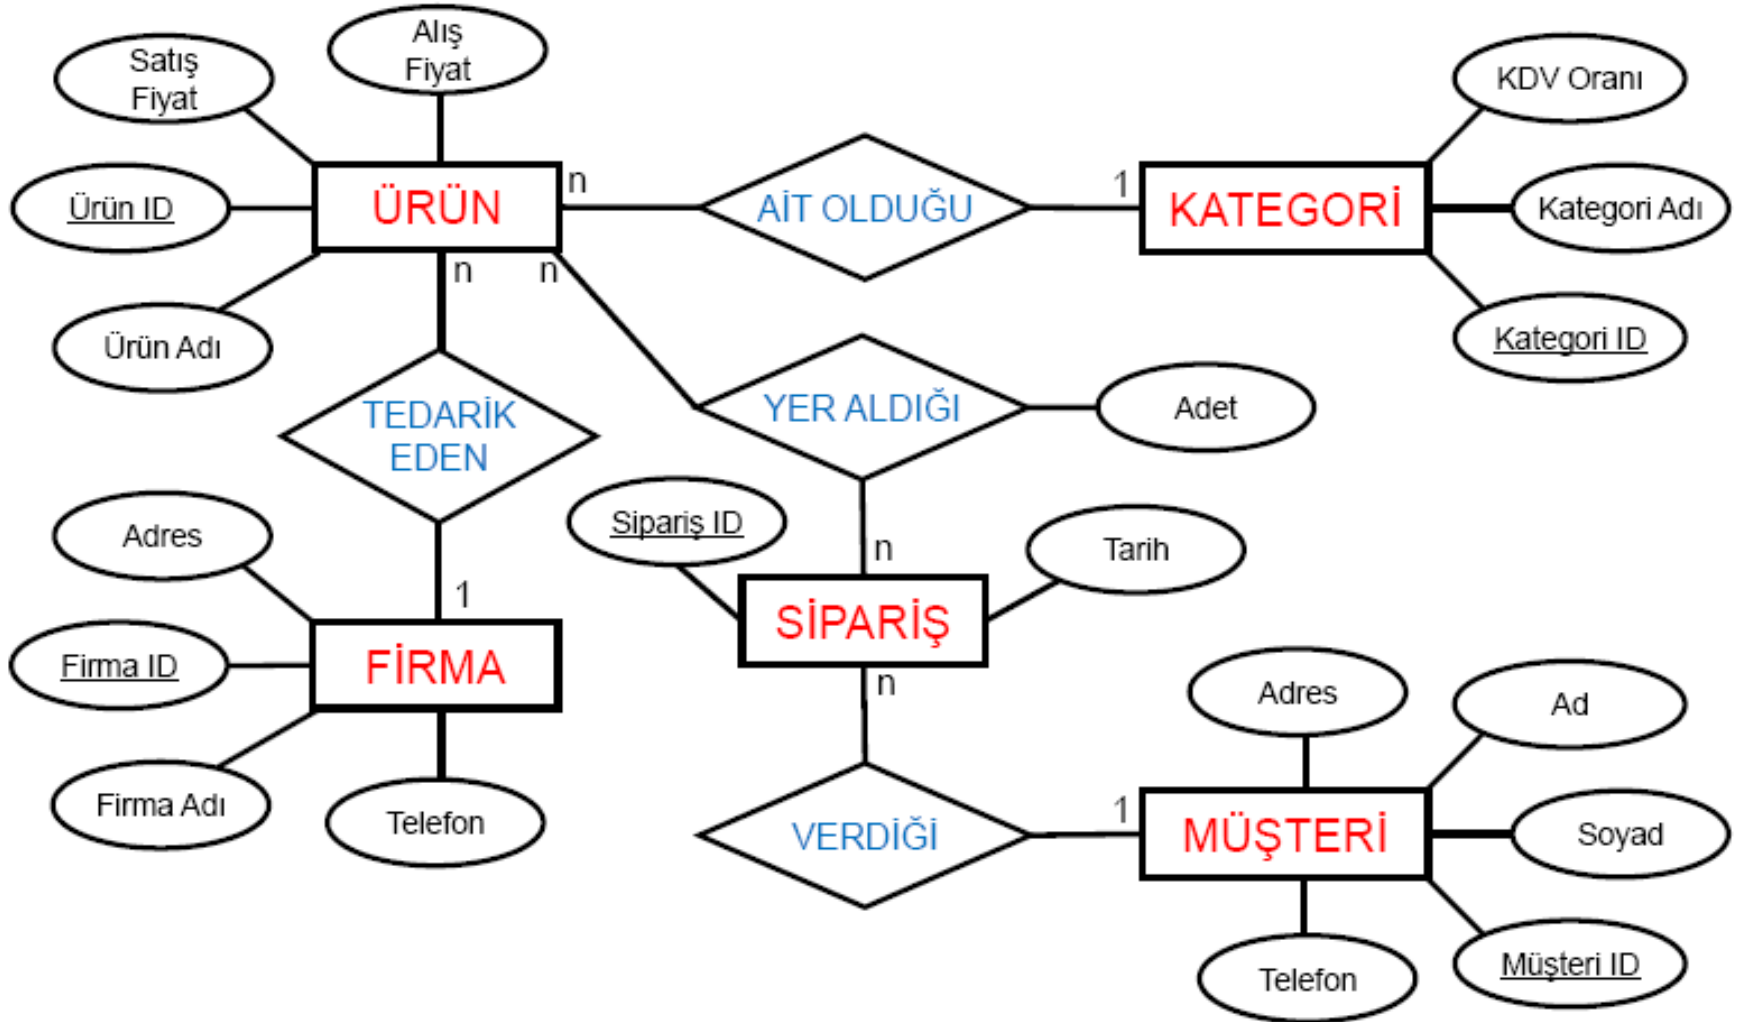 Satış
Fiyat
Alış
Fiyat
KDV Oranı
Ürün ID
ÜRÜN
n
AİT OLDUĞU
1
KATEGORİ
Kategori Adı
n
n
Ürün Adı
Kategori ID
TEDARİK
EDEN
YER ALDIĞI
Adet
Adres
Sipariş ID
n
Tarih
1
SİPARİŞ
Firma ID
FİRMA
n
Adres
Ad
Firma Adı
Telefon
VERDİĞİ
1
MÜŞTERİ
Soyad
Telefon
Müşteri ID